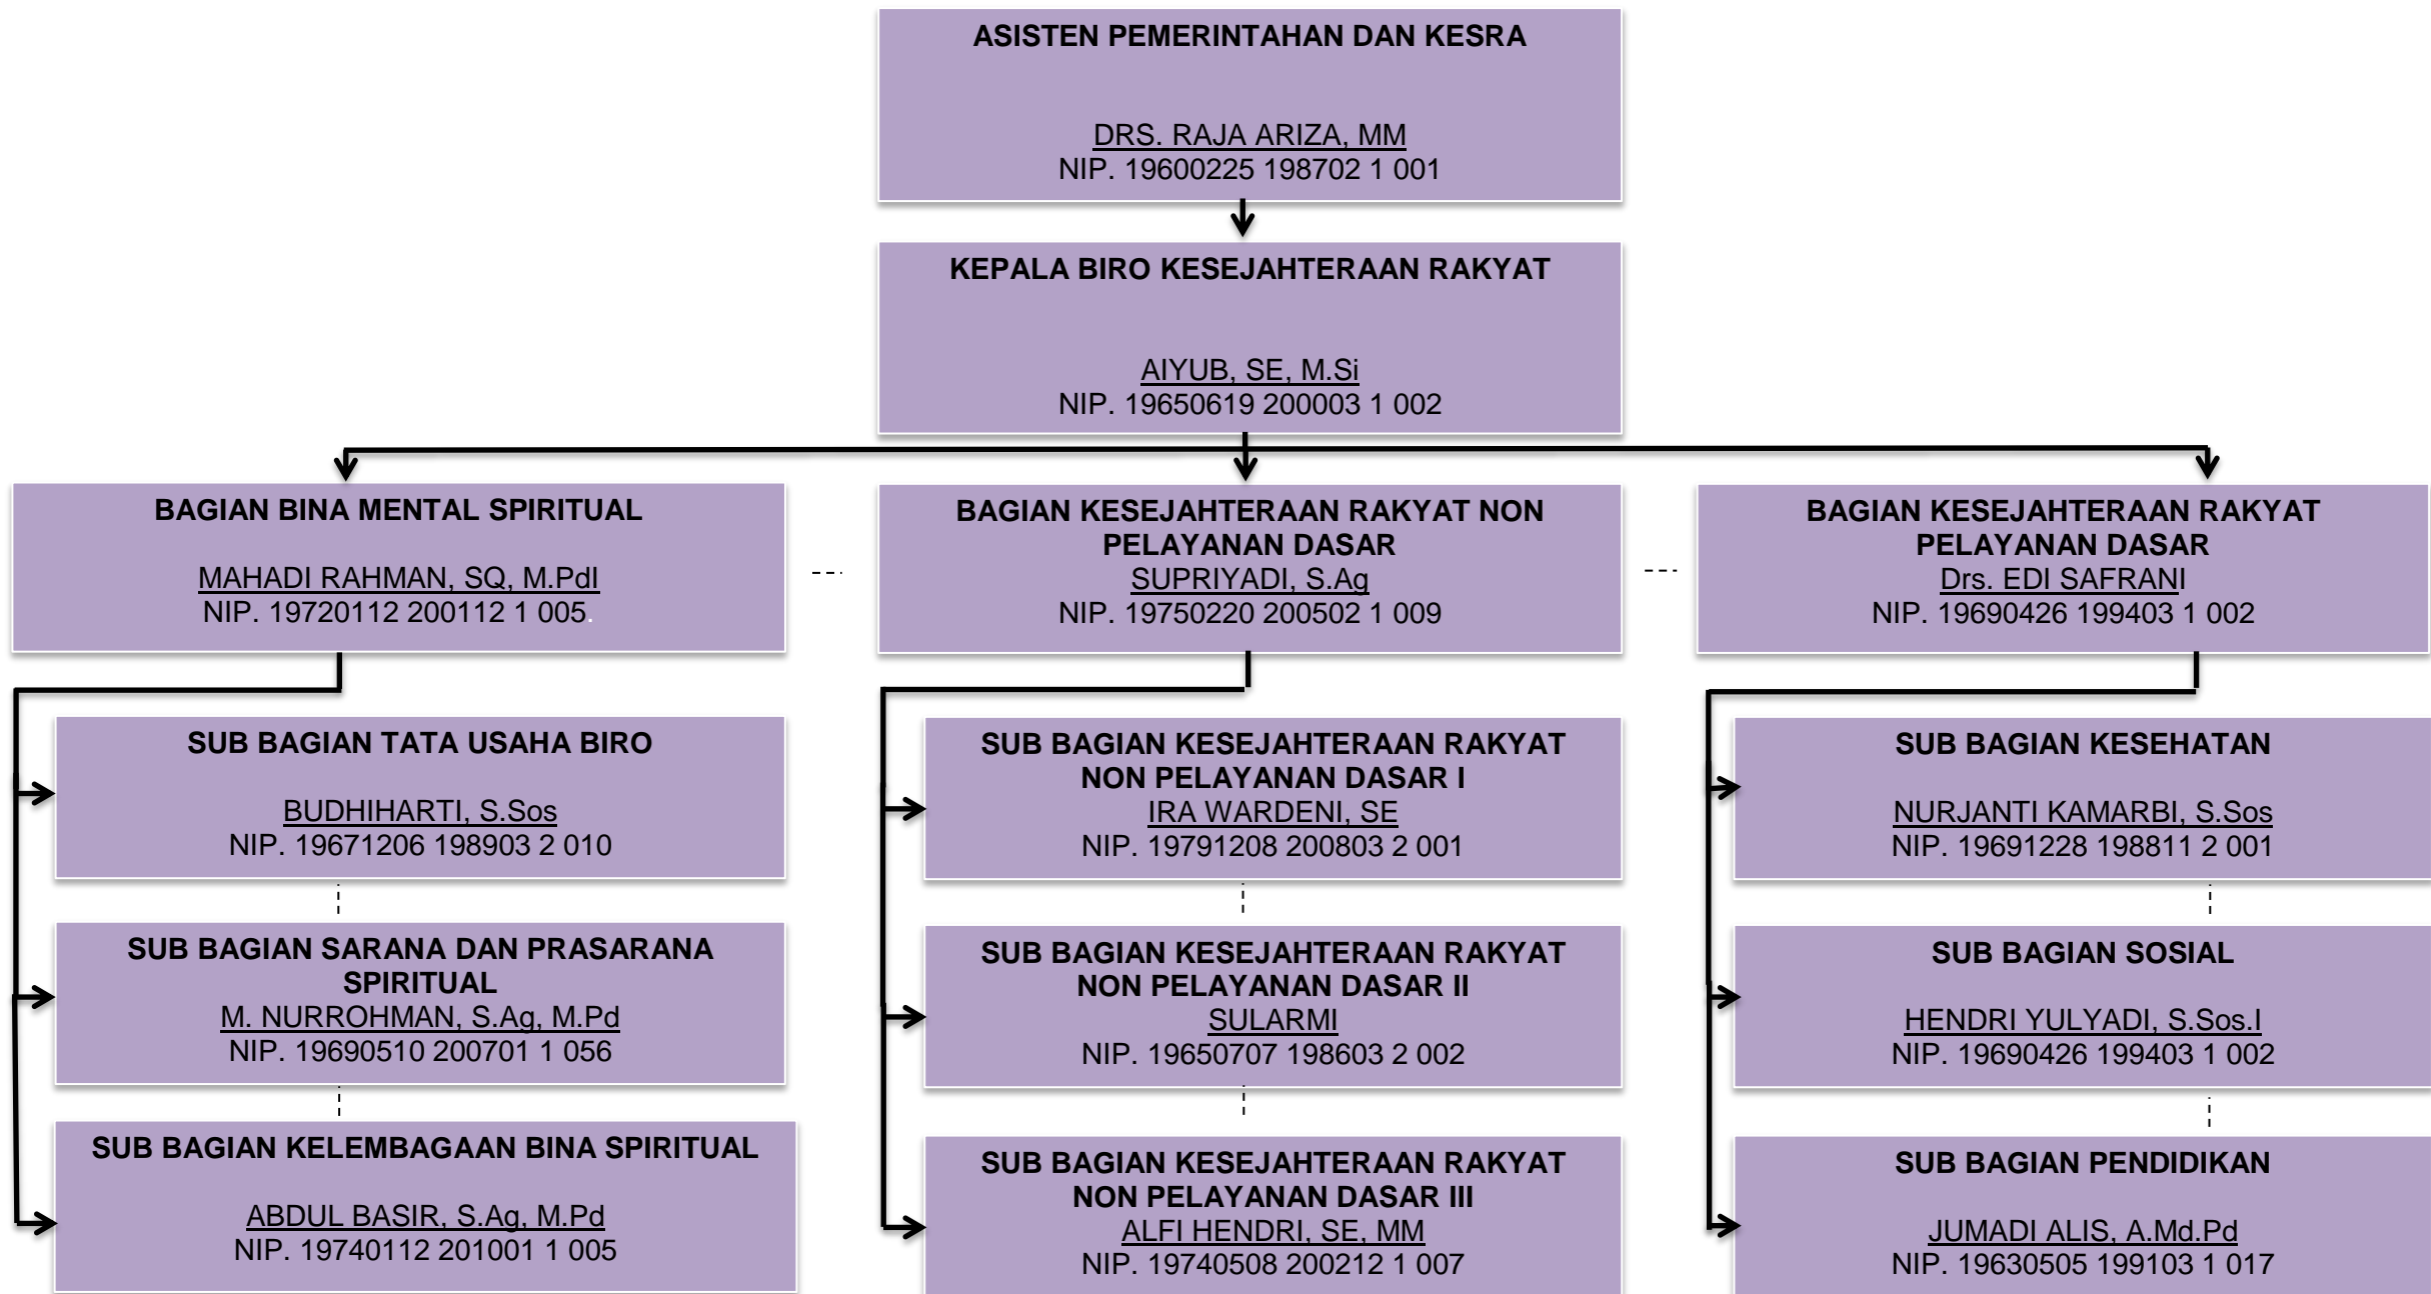 ASISTEN PEMERINTAHAN DAN KESRA
DRS. RAJA ARIZA, MM
NIP. 19600225 198702 1 001
KEPALA BIRO KESEJAHTERAAN RAKYAT
AIYUB, SE, M.Si
NIP. 19650619 200003 1 002
BAGIAN BINA MENTAL SPIRITUAL
MAHADI RAHMAN, SQ, M.PdI
NIP. 19720112 200112 1 005.
BAGIAN KESEJAHTERAAN RAKYAT NON
PELAYANAN DASAR
SUPRIYADI, S.Ag
NIP. 19750220 200502 1 009
BAGIAN KESEJAHTERAAN RAKYAT
PELAYANAN DASAR
Drs. EDI SAFRANI
NIP. 19690426 199403 1 002
SUB BAGIAN TATA USAHA BIRO
BUDHIHARTI, S.Sos
NIP. 19671206 198903 2 010
SUB BAGIAN SARANA DAN PRASARANA
SPIRITUAL
M. NURROHMAN, S.Ag, M.Pd
NIP. 19690510 200701 1 056
SUB BAGIAN KELEMBAGAAN BINA SPIRITUAL
ABDUL BASIR, S.Ag, M.Pd
NIP. 19740112 201001 1 005
SUB BAGIAN KESEJAHTERAAN RAKYAT
NON PELAYANAN DASAR I
IRA WARDENI, SE
NIP. 19791208 200803 2 001
SUB BAGIAN KESEJAHTERAAN RAKYAT
NON PELAYANAN DASAR II
SULARMI
NIP. 19650707 198603 2 002
SUB BAGIAN KESEJAHTERAAN RAKYAT
NON PELAYANAN DASAR III
ALFI HENDRI, SE, MM
NIP. 19740508 200212 1 007
SUB BAGIAN KESEHATAN
NURJANTI KAMARBI, S.Sos
NIP. 19691228 198811 2 001
SUB BAGIAN SOSIAL
HENDRI YULYADI, S.Sos.I
NIP. 19690426 199403 1 002
SUB BAGIAN PENDIDIKAN
JUMADI ALIS, A.Md.Pd
NIP. 19630505 199103 1 017